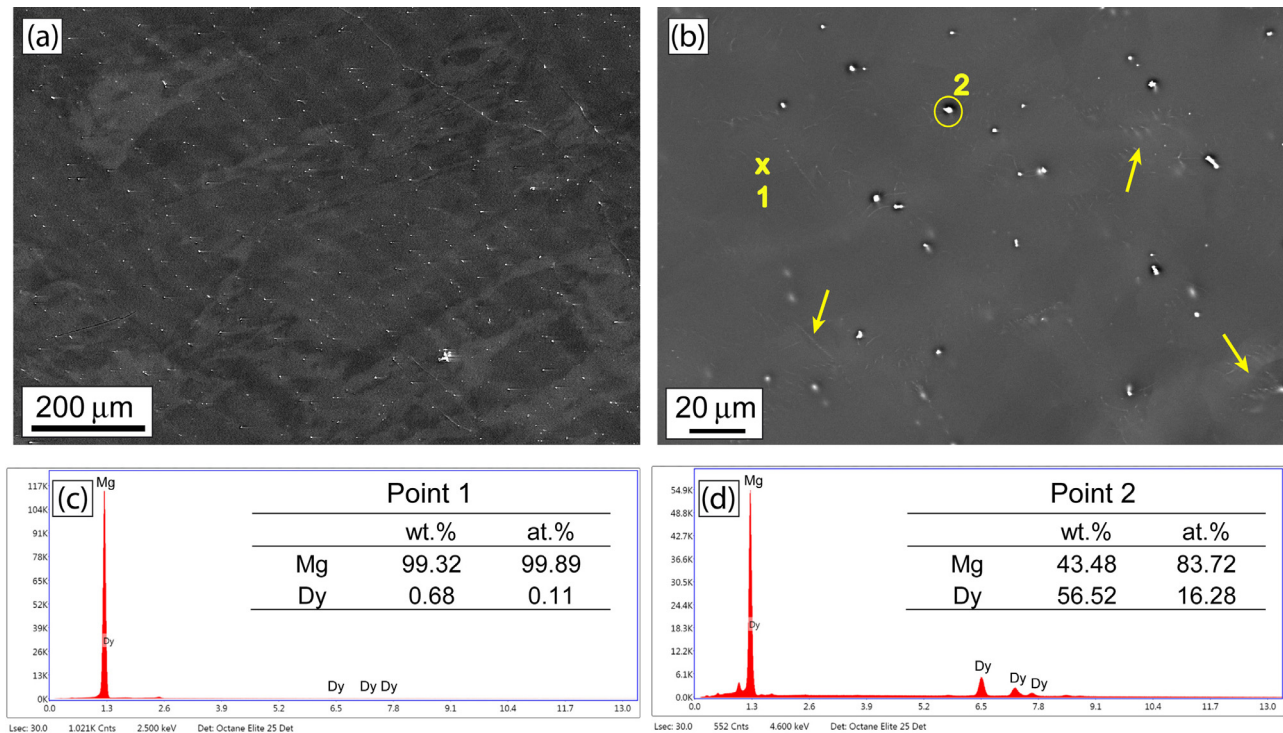 (a)
200 μm
(b)
2
x
1
20 μm
(c)
Mg
117K
104K
91K
78K
65K
52K
39K
26K
13K
0K
Dy
Dy Dy Dy
0.0 1.3 2.6 3.9 5.2 6.5 7.8 9.1 10.4 11.7 13.0
Point 1
wt.% at.%
Mg 99.32 99.89
Dy 0.68 0.11
Lsec: 30.0 1.021K Cnts 2.500 keV Det: Octane Elite 25 Det
(d)
Mg
54.9K
48.8K
42.7K
36.6K
30.5K
24.4K
18.3K
12.2K
6.1K
0.0K
Dy
Dy Dy Dy
0.0 1.3 2.6 3.9 5.2 6.5 7.8 9.1 10.4 11.7 13.0
Point 2
wt.% at.%
Mg 43.48 83.72
Dy 56.52 16.28
Lsec: 30.0 552 Cnts 4.600 keV Det: Octane Elite 25 Det